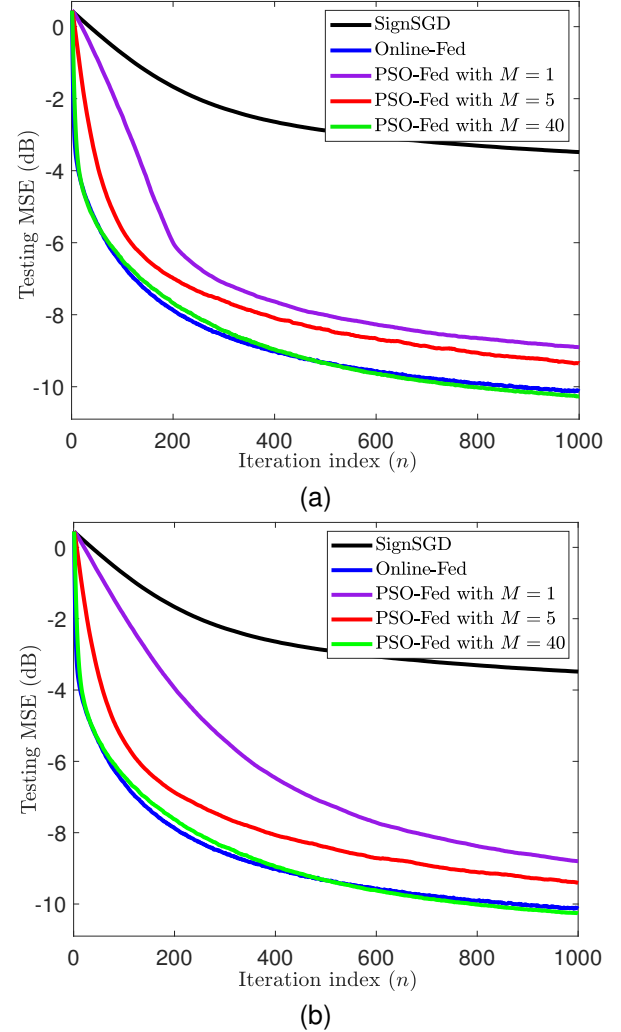 SignSGD
Online-Fed
PSO-Fed with M = 1
PSO-Fed with M = 5
PSO-Fed with M = 40
Testing MSE (dB)
0
-2
-4
-6
-8
-10
0 200 400 600 800 1000
Iteration index (n)
(a)
SignSGD
Online-Fed
PSO-Fed with M = 1
PSO-Fed with M = 5
PSO-Fed with M = 40
Testing MSE (dB)
0
-2
-4
-6
-8
-10
0 200 400 600 800 1000
Iteration index (n)
(b)